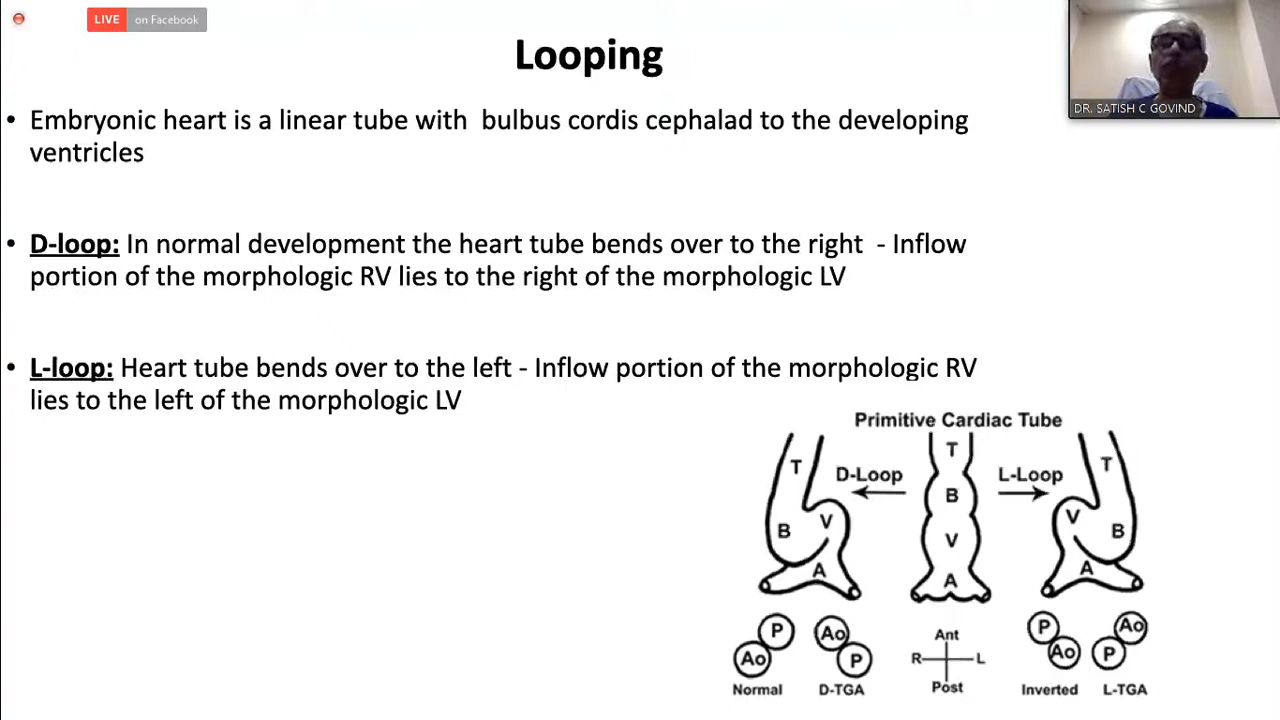 LIVE on Facebook
Looping
DR. SATISH C GOVIND
• Embryonic heart is a linear tube with bulbus cordis cephalad to the developing
ventricles
• D-loop: In normal development the heart tube bends over to the right - Inflow
portion of the morphologic RV lies to the right of the morphologic LV
• L-loop: Heart tube bends over to the left - Inflow portion of the morphologic RV
lies to the left of the morphologic LV
Primitive Cardiac Tube
T T T
D-Loop L-Loop
B V B V B
V
A A A
P Ao Ant P Ao
Ao P R L Ao P
Normal D-TGA Post Inverted L-TGA